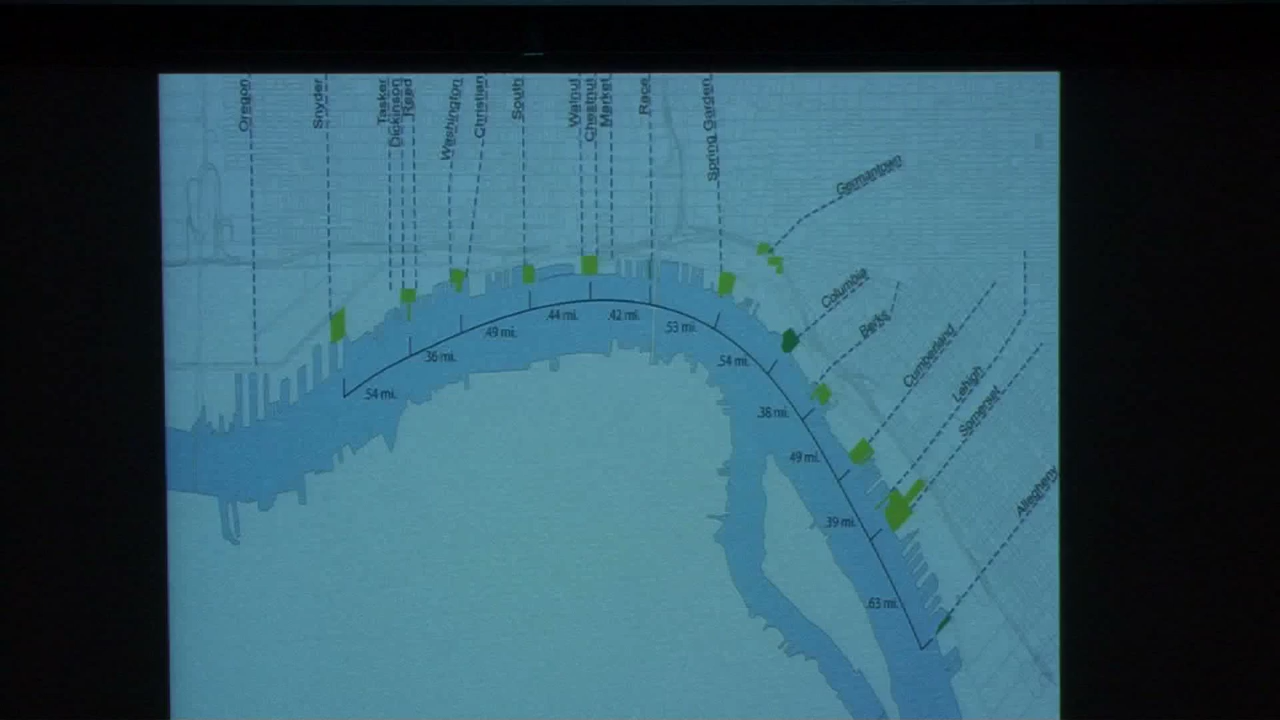 Oregon
Snyder
Tasker
Dickinson
Reed
Washington
Christian
South
Walnut
Chestnut
Market
Race
Spring Garden
Germantown
Columbia
Berks
Cumberland
Lehigh
Somerset
Allegheny
.54 mi.
.36 mi.
.49 mi.
.44 mi.
.42 mi.
.53 mi.
.54 mi.
.38 mi.
.49 mi.
.39 mi.
.63 mi.